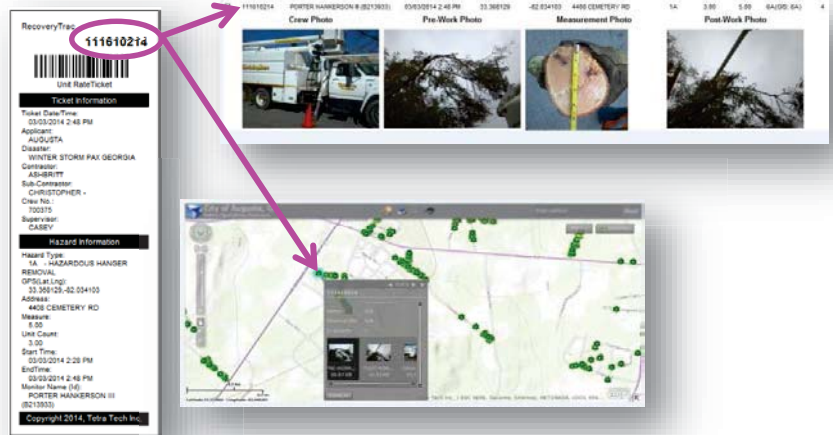 RecoveryTrac
111610214
Unit RateTicket
Ticket Information
Ticket Date/Time:
03/03/2014 2:48 PM
Applicant:
AUGUSTA
Disaster:
WINTER STORM PAX GEORGIA
Contractor:
ASHBRITT
Sub-Contractor:
CHRISTOPHER -
Crew No.:
700375
Supervisor:
CASEY
Hazard Information
Hazard Type:
1A - HAZARDOUS HANGER
REMOVAL
GPS(Lat,Lng):
33.368129,-82.034103
Address:
4408 CEMETERY RD
Measure:
5.00
Unit Count:
3.00
Start Time:
03/03/2014 2:28 PM
EndTime:
03/03/2014 2:48 PM
Monitor Name (Id):
PORTER HANKERSON III
(B213933)
Copyright 2014, Tetra Tech Inc.
111610214 PORTER HANKERSON III (B213933) 03/03/2014 2:48 PM 33.368129 -82.034103 4408 CEMETERY RD 1A 3.00 5.00 6A(GIS: 6A) 4
Crew Photo Pre-Work Photo Measurement Photo Post-Work Photo
City of Augusta,